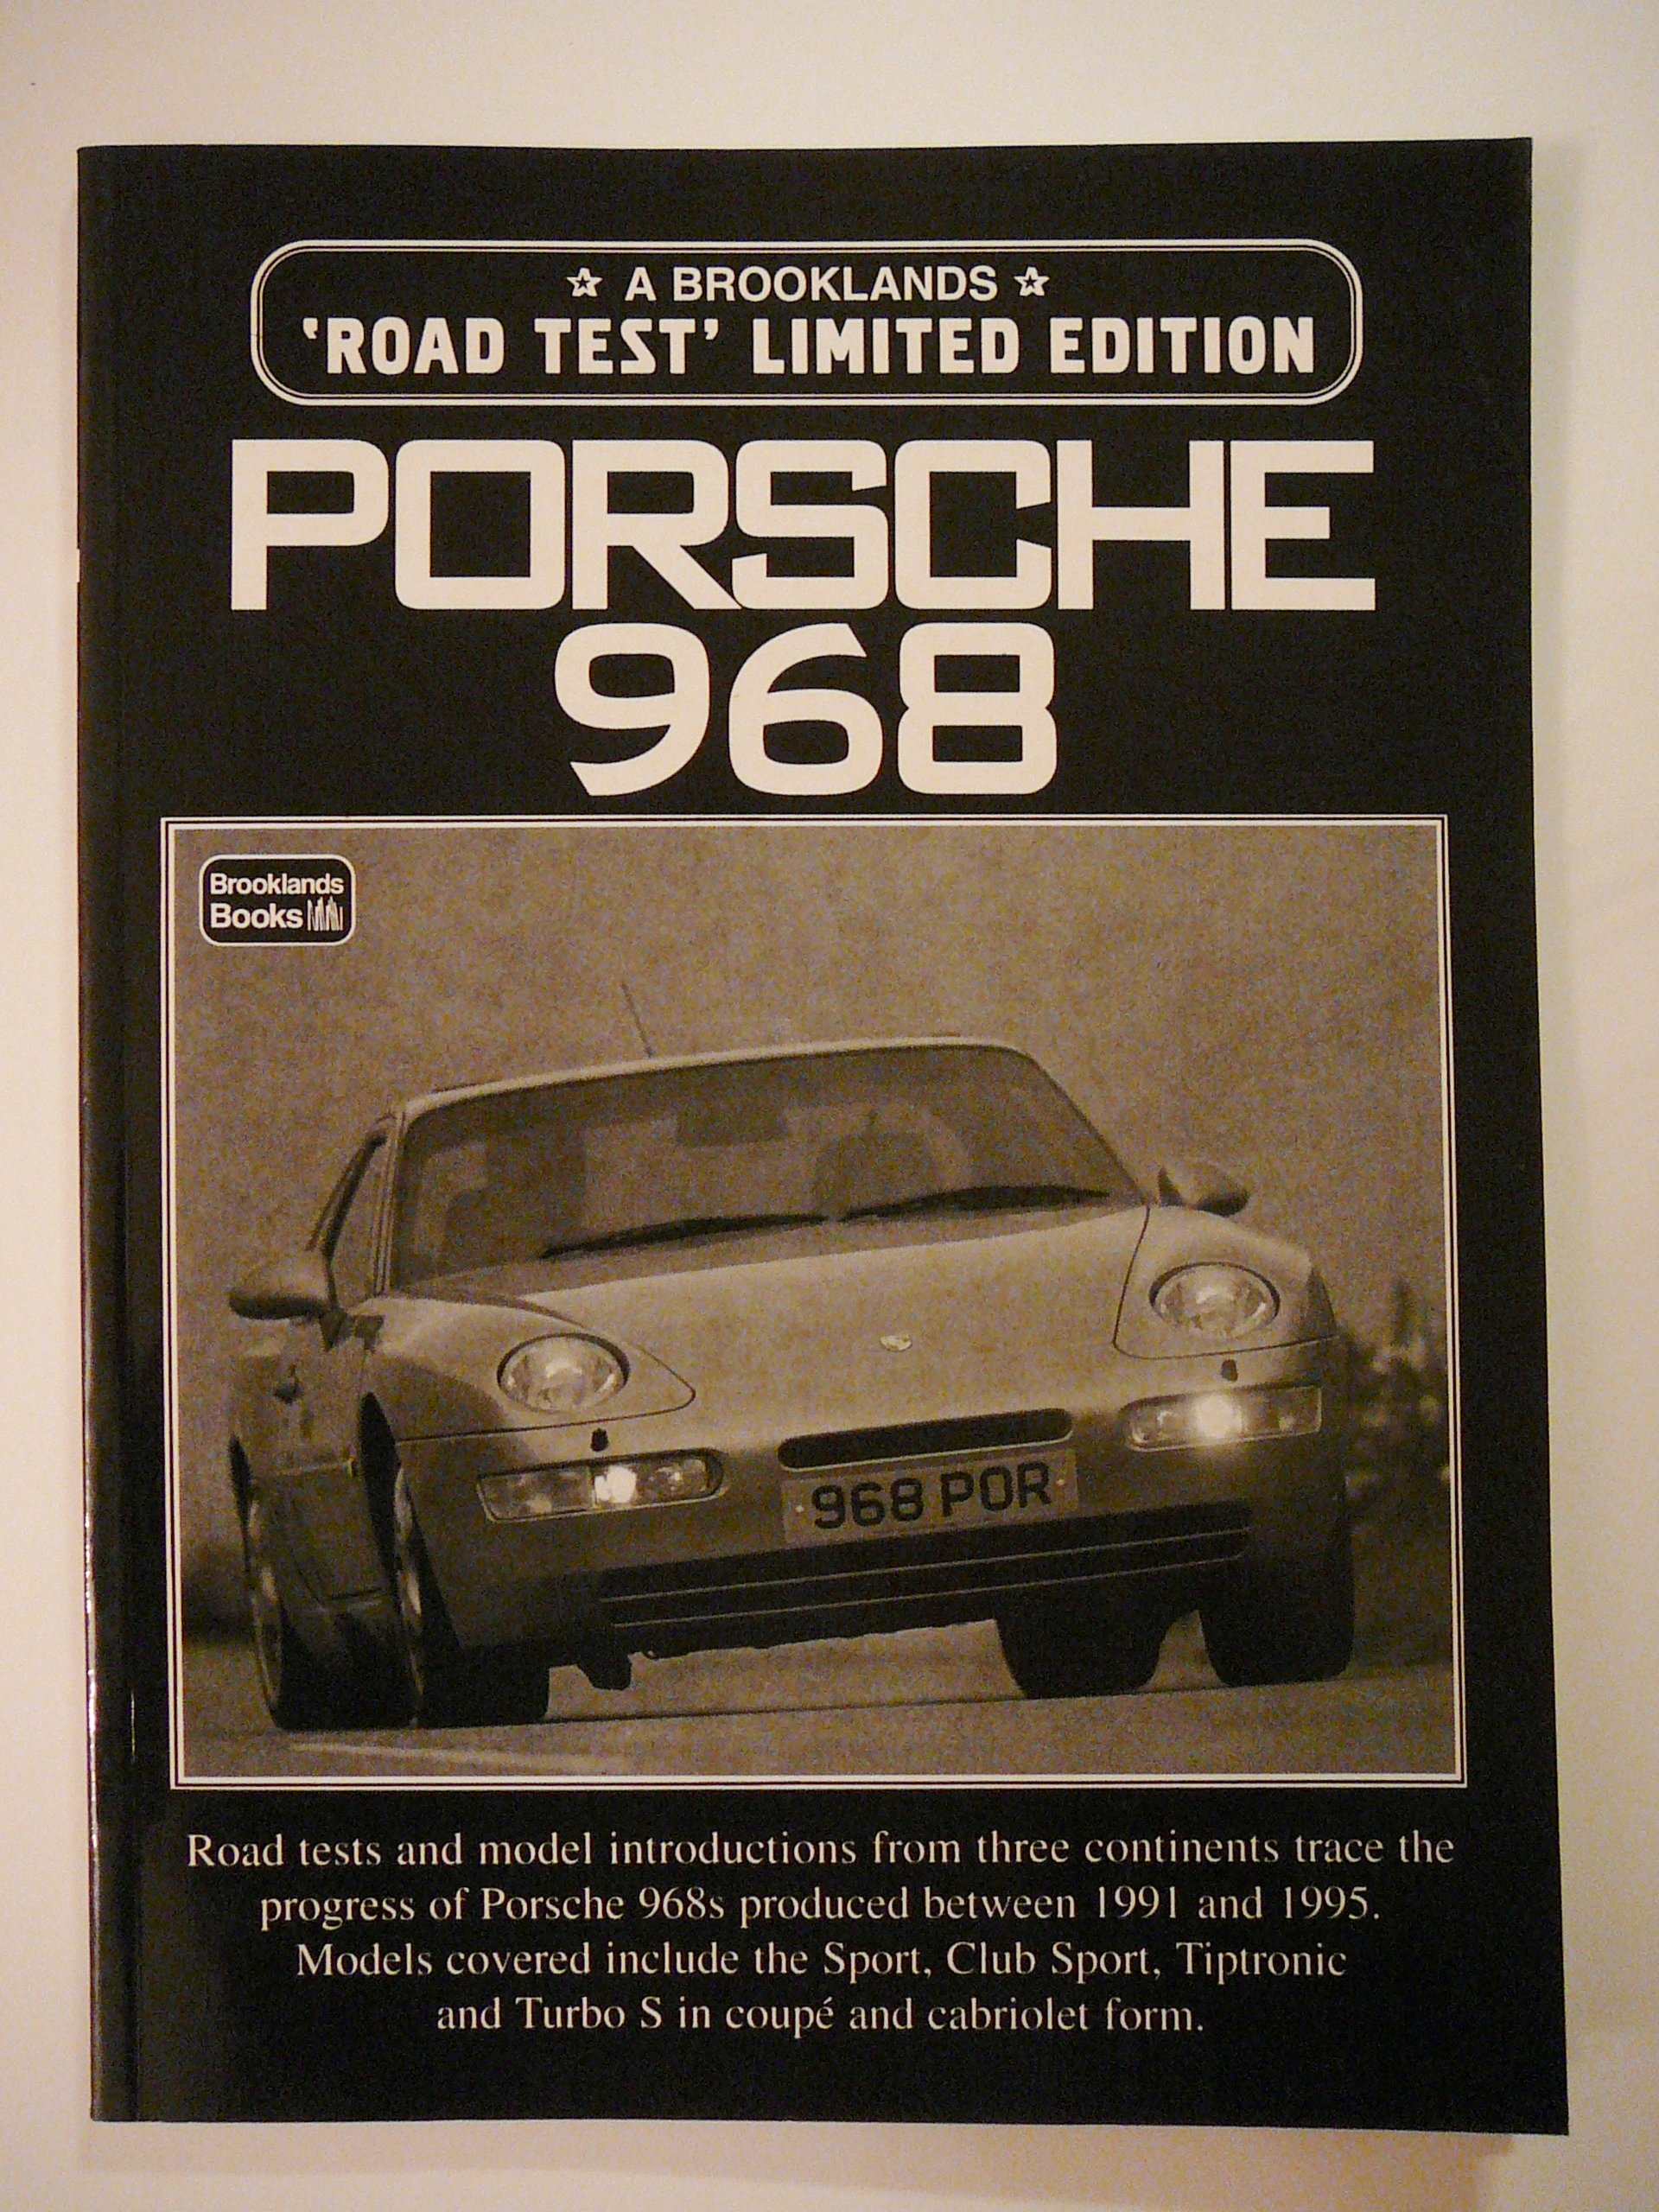 ☆ A BROOKLANDS ☆
‘ROAD TEST’ LIMITED EDITION
PORSCHE
968
Brooklands
Books
968 POR
Road tests and model introductions from three continents trace the
progress of Porsche 968s produced between 1991 and 1995.
Models covered include the Sport, Club Sport, Tiptronic
and Turbo S in coupé and cabriolet form.